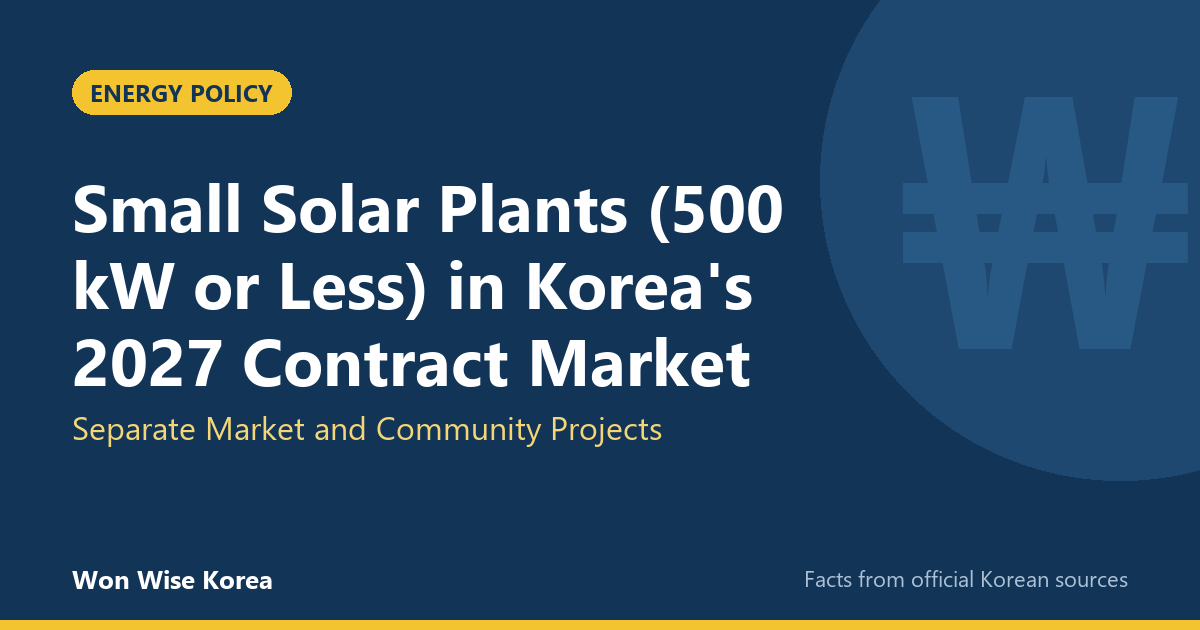 ENERGY POLICY
Small Solar Plants (500
kW or Less) in Korea's
2027 Contract Market
Separate Market and Community Projects
Won Wise Korea
Facts from official Korean sources
₩